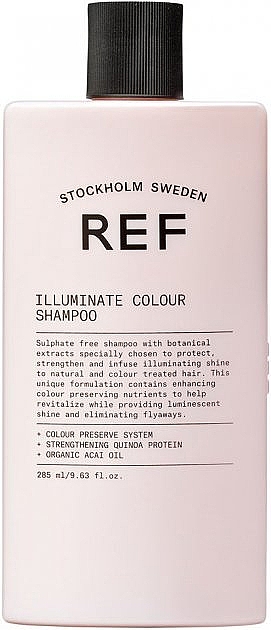 STOCKHOLM SWEDEN
REF
ILLUMINATE COLOUR
SHAMPOO
Sulphate free shampoo with botanical
extracts specially chosen to protect,
strengthen and infuse illuminating shine
to natural and colour treated hair. This
unique formulation contains enhancing
colour preserving nutrients to help
revitalize while providing luminescent
shine and eliminating flyaways.
+ COLOUR PRESERVE SYSTEM
+ STRENGTHENING QUINOA PROTEIN
+ ORGANIC ACAI OIL
285 ml/9.63 fl.oz.